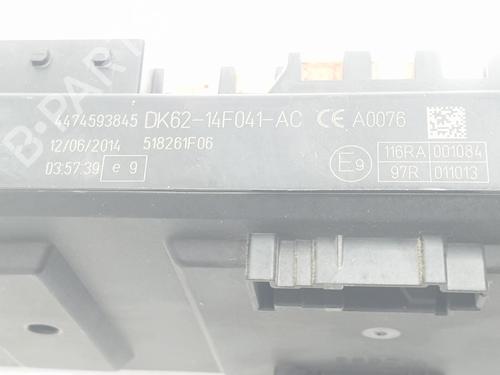 B-PARTS
4474593845 DK62-14F041-AC CE A0076
12/06/2014 518261F06
03:57:39 e 9
E9
116RA 001084
97R 011013